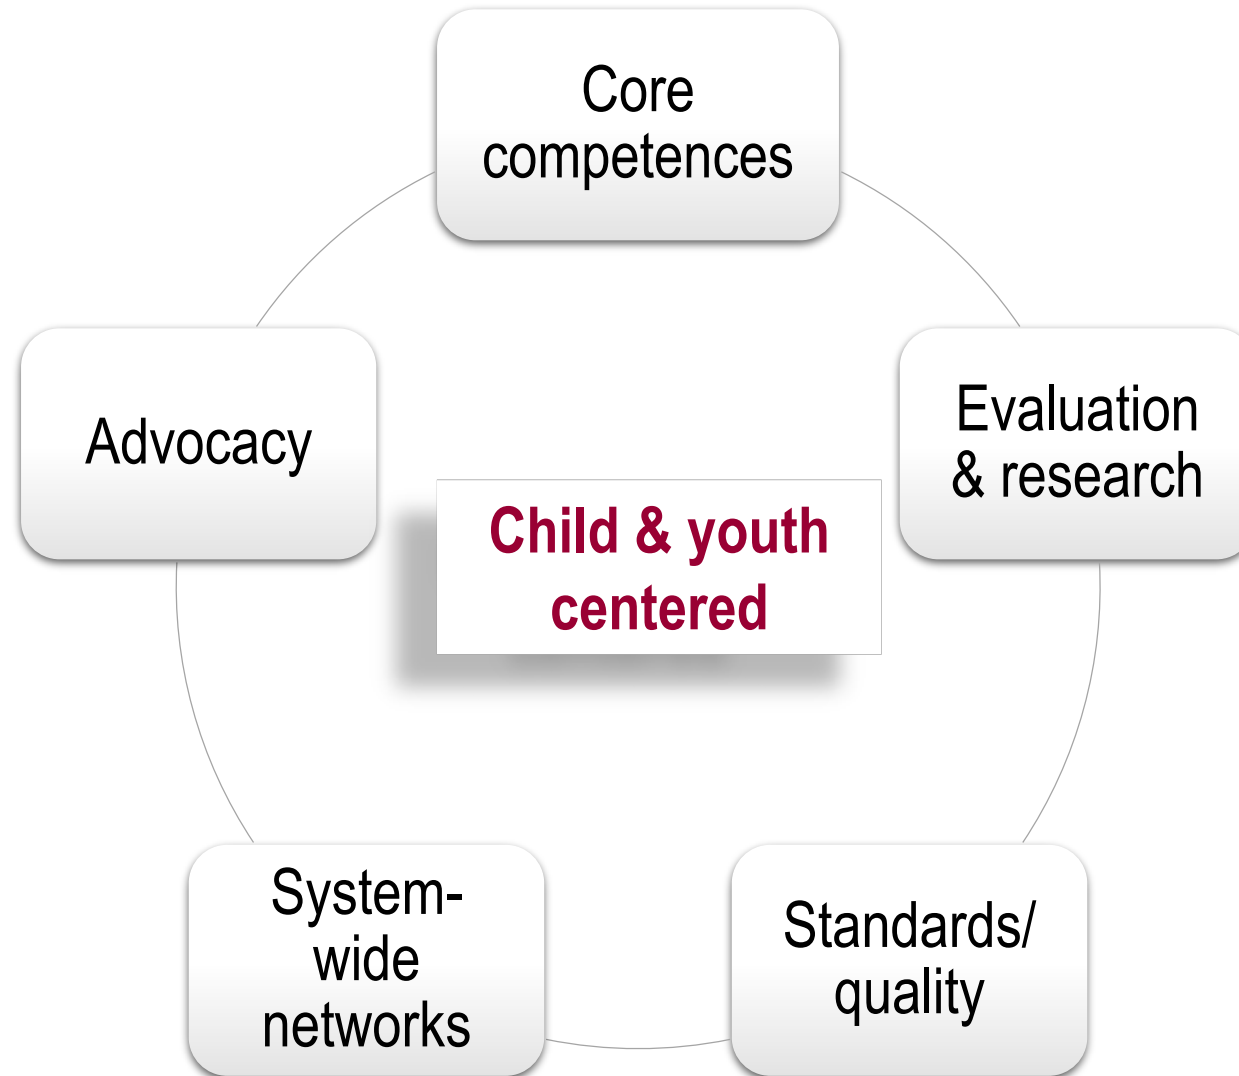 Core
competences
Advocacy
Evaluation
& research
Child & youth
centered
System-
wide
networks
Standards/
quality